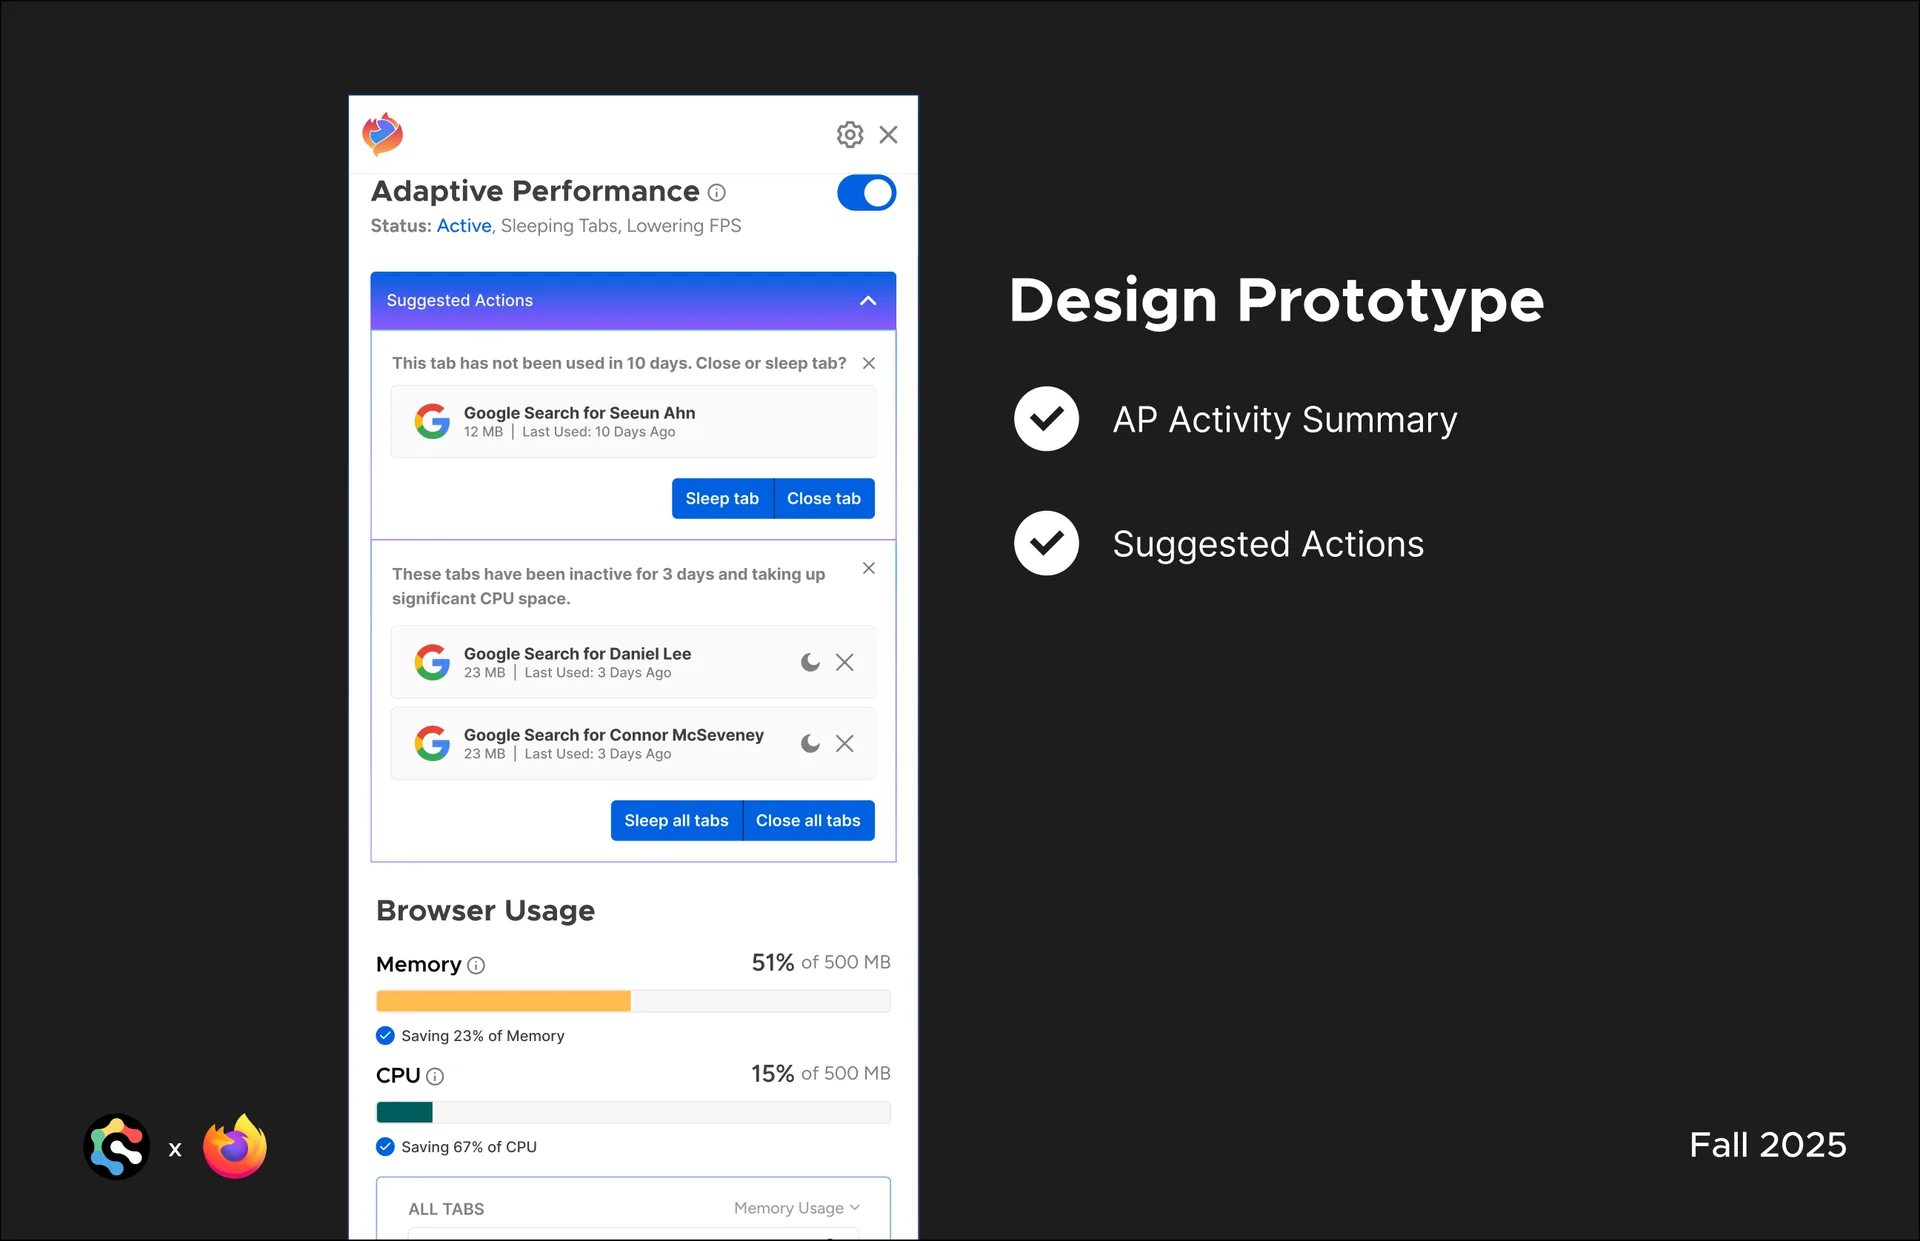 Adaptive Performance
Status: Active, Sleeping Tabs, Lowering FPS
Suggested Actions
This tab has not been used in 10 days. Close or sleep tab?
Google Search for Seeun Ahn
12 MB | Last Used: 10 Days Ago
Sleep tab Close tab
These tabs have been inactive for 3 days and taking up
significant CPU space.
Google Search for Daniel Lee
23 MB | Last Used: 3 Days Ago
Google Search for Connor McSeveney
23 MB | Last Used: 3 Days Ago
Sleep all tabs Close all tabs
Browser Usage
Memory 51% of 500 MB
Saving 23% of Memory
CPU 15% of 500 MB
Saving 67% of CPU
ALL TABS Memory Usage
Design Prototype
AP Activity Summary
Suggested Actions
x
Fall 2025